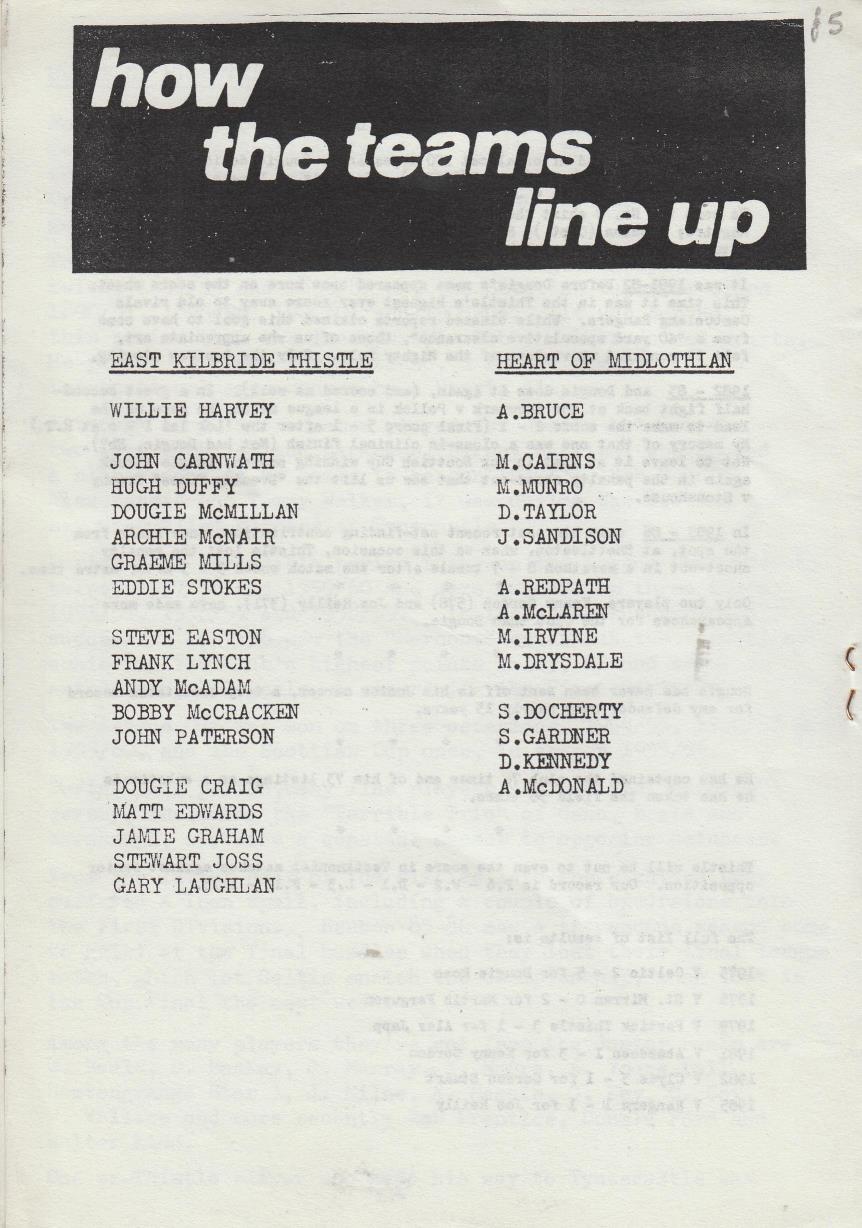 £5
how
the teams
line up
EAST KILBRIDE THISTLE
WILLIE HARVEY
JOHN CARNWATH
HUGH DUFFY
DOUGIE McMILLAN
ARCHIE McNAIR
GRAEME MILLS
EDDIE STOKES
STEVE EASTON
FRANK LYNCH
ANDY McADAM
BOBBY McCRACKEN
JOHN PATERSON
DOUGIE CRAIG
MATT EDWARDS
JAMIE GRAHAM
STEWART JOSS
GARY LAUGHLAN
HEART OF MIDLOTHIAN
A.BRUCE
M.CAIRNS
M.MUNRO
D.TAYLOR
J.SANDISON
A.REDPATH
A.McLAREN
M.IRVINE
M.DRYSDALE
S.DOCHERTY
S.GARDNER
D.KENNEDY
A.McDONALD